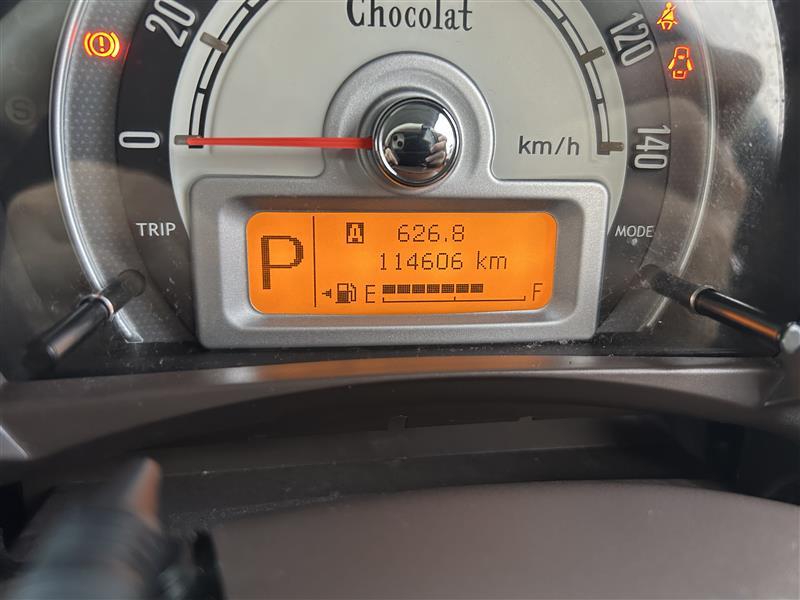 Chocolat
20
120
0
km/h
140
TRIP
MODE
P
A 626.8
114606 km
E F